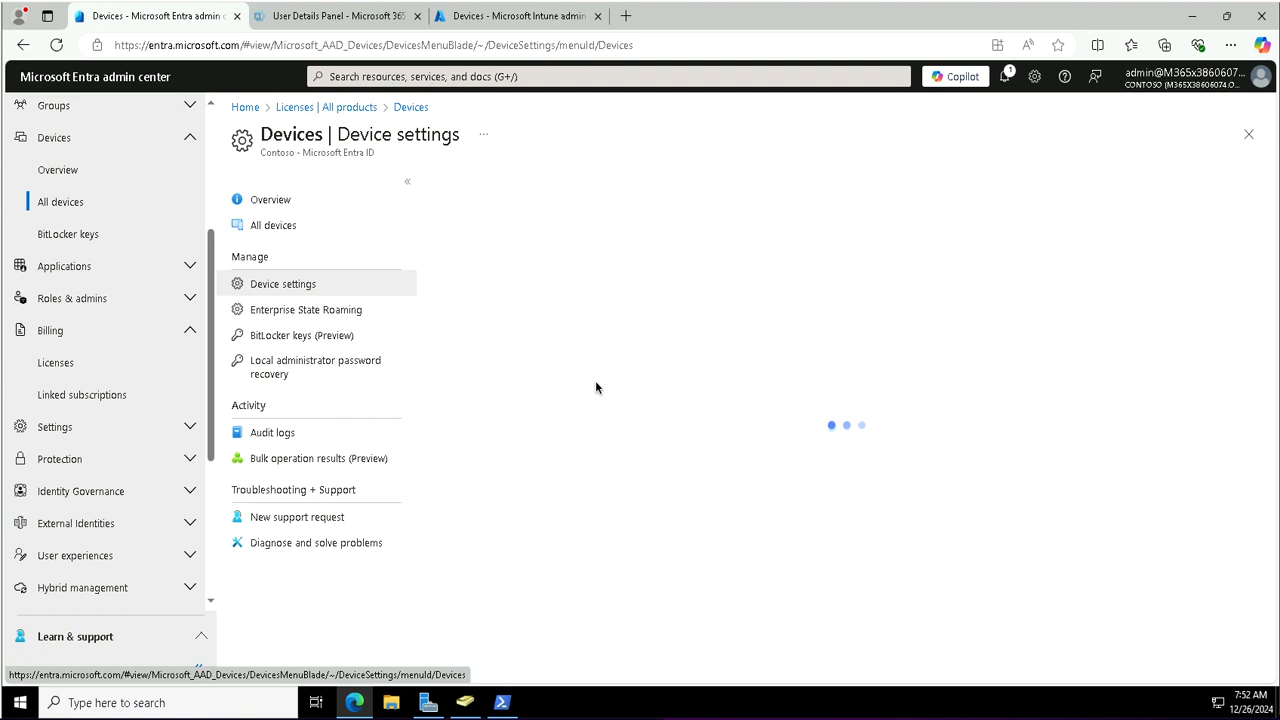 Devices - Microsoft Entra admin c
User Details Panel - Microsoft 365
Devices - Microsoft Intune admin
https://entra.microsoft.com/#view/Microsoft_AAD_Devices/DevicesMenuBlade/~/DeviceSettings/menuId/Devices
Microsoft Entra admin center
Search resources, services, and docs (G+/)
Copilot
1
admin@M365x3860607...
CONTOSO (M365X38606074.O...
Groups
Devices
Overview
All devices
BitLocker keys
Applications
Roles & admins
Billing
Licenses
Linked subscriptions
Settings
Protection
Identity Governance
External Identities
User experiences
Hybrid management
Learn & support
Home > Licenses | All products > Devices
Devices | Device settings ...
Contoso - Microsoft Entra ID
Overview
All devices
Manage
Device settings
Enterprise State Roaming
BitLocker keys (Preview)
Local administrator password
recovery
Activity
Audit logs
Bulk operation results (Preview)
Troubleshooting + Support
New support request
Diagnose and solve problems
https://entra.microsoft.com/#view/Microsoft_AAD_Devices/DevicesMenuBlade/~/DeviceSettings/menuId/Devices
Type here to search
7:52 AM
12/26/2024